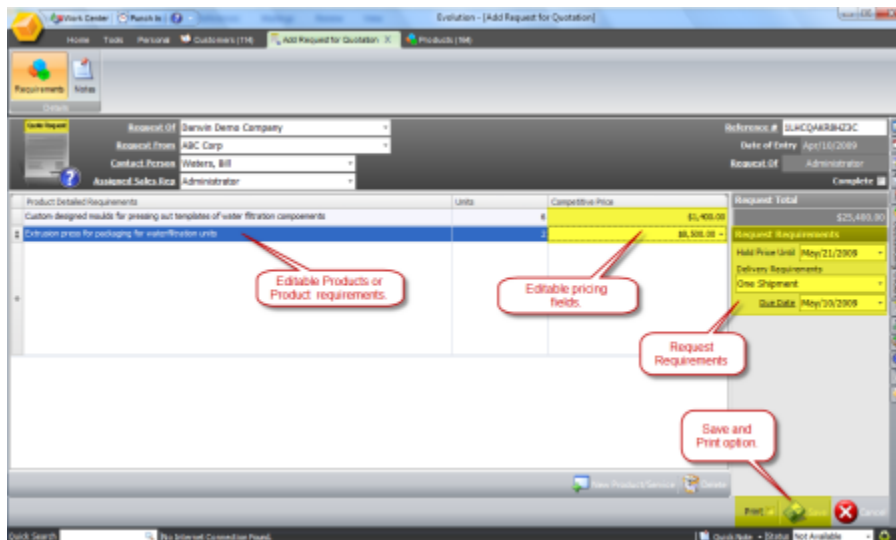 Work Center Punch In
Evolution - [Add Request for Quotation]
Home Tools Personal Customers (114) Add Request for Quotation X Products (164)
Requirements Notes
Details
Quote Request
Request Of Danvin Demo Company
Request From ABC Corp
Contact Person Waters, Bill
Assigned Sales Rep Administrator
Reference #
Date of Entry Apr/10/2009
Request Of Administrator
Complete
Product Detailed Requirements Units Competitive Price
Custom designed moulds for pressing out templates of water filtration compoements 6 $1,400.00
Extrusion press for packaging for waterfiltration units 2 $8,500.00
Request Total
$25,400.00
Request Requirements
Hold Price Until May/21/2009
Delivery Requirements
One Shipment
Due Date May/10/2009
Editable Products or
Product requirements.
Editable pricing
fields.
Request
Requirements
Save and
Print option.
New Product/Service Delete
Print Save Cancel
Quick Search No Internet Connection Found.
Quick Note Status Not Available